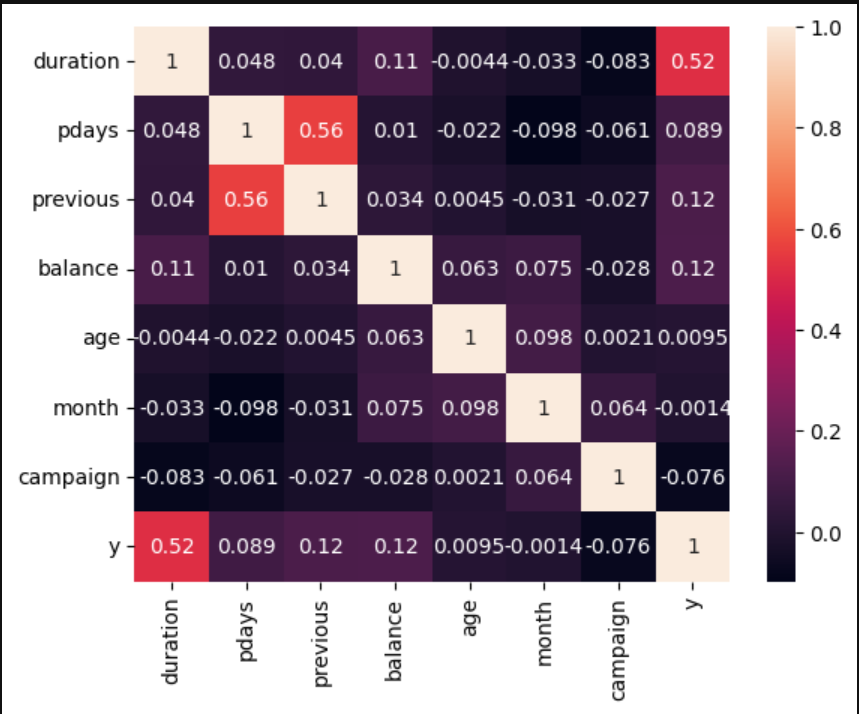 duration 1 0.048 0.04 0.11 -0.0044 -0.033 -0.083 0.52 1.0
pdays 0.048 1 0.56 0.01 -0.022 -0.098 -0.061 0.089 0.8
previous 0.04 0.56 1 0.034 0.0045 -0.031 -0.027 0.12 0.6
balance 0.11 0.01 0.034 1 0.063 0.075 -0.028 0.12
age -0.0044 -0.022 0.0045 0.063 1 0.098 0.0021 0.0095 0.4
month -0.033 -0.098 -0.031 0.075 0.098 1 0.064 -0.0014 0.2
campaign -0.083 -0.061 -0.027 -0.028 0.0021 0.064 1 -0.076
y 0.52 0.089 0.12 0.12 0.0095 -0.0014 -0.076 1 0.0
duration pdays previous balance age month campaign y